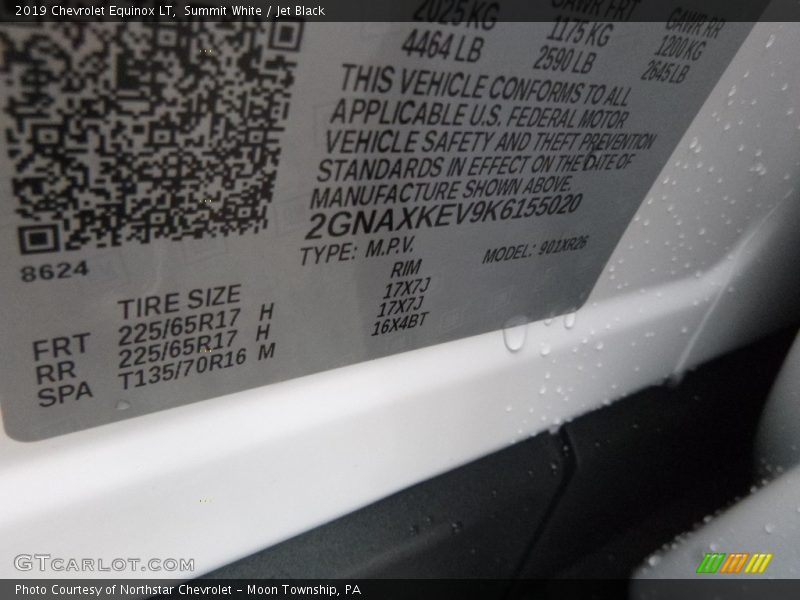 2019 Chevrolet Equinox LT,  Summit White / Jet Black
2025 KG
4464 LB
GAWR FRT
1175 KG
2590 LB
GAWR RR
1200 KG
2645 LB
THIS VEHICLE CONFORMS TO ALL
APPLICABLE U.S. FEDERAL MOTOR
VEHICLE SAFETY AND THEFT PREVENTION
STANDARDS IN EFFECT ON THE DATE OF
MANUFACTURE SHOWN ABOVE.
2GNAXKEV9K6155020
TYPE: M.P.V. MODEL: 901XR26
8624
TIRE SIZE RIM
FRT 225/65R17 H 17X7J
RR 225/65R17 H 17X7J
SPA T135/70R16 M 16X4BT
GTCARLOT.COM
Photo Courtesy of Northstar Chevrolet - Moon Township, PA